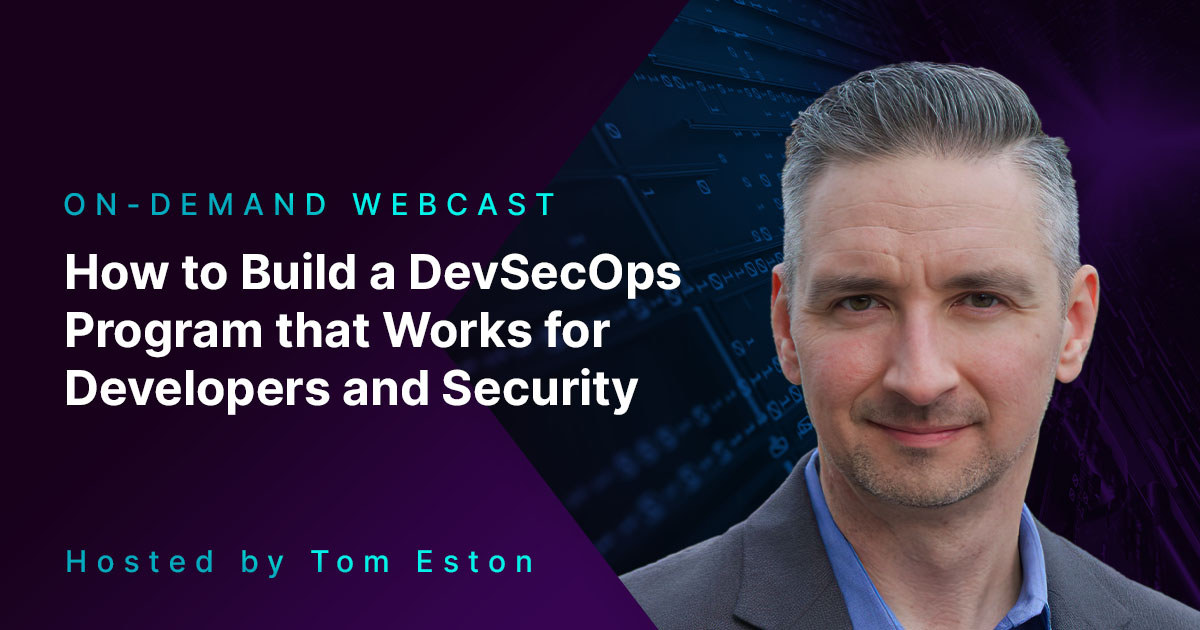 ON-DEMAND WEBCAST
How to Build a DevSecOps
Program that Works for
Developers and Security
Hosted by Tom Eston